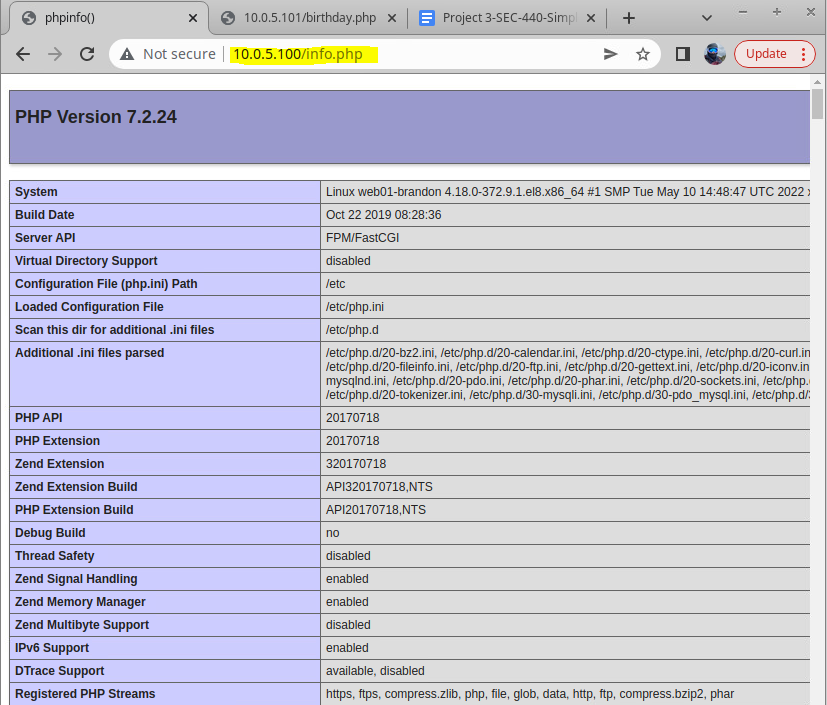 phpinfo()
10.0.5.101/birthday.php
Project 3-SEC-440-Simpl
Not secure
10.0.5.100/info.php
Update
PHP Version 7.2.24
System Linux web01-brandon 4.18.0-372.9.1.el8.x86_64 #1 SMP Tue May 10 14:48:47 UTC 2022
Build Date Oct 22 2019 08:28:36
Server API FPM/FastCGI
Virtual Directory Support disabled
Configuration File (php.ini) Path /etc
Loaded Configuration File /etc/php.ini
Scan this dir for additional .ini files /etc/php.d
Additional .ini files parsed /etc/php.d/20-bz2.ini, /etc/php.d/20-calendar.ini, /etc/php.d/20-ctype.ini, /etc/php.d/20-curl.in
/etc/php.d/20-fileinfo.ini, /etc/php.d/20-ftp.ini, /etc/php.d/20-gettext.ini, /etc/php.d/20-iconv.in
mysqlnd.ini, /etc/php.d/20-pdo.ini, /etc/php.d/20-phar.ini, /etc/php.d/20-sockets.ini, /etc/php.
/etc/php.d/20-tokenizer.ini, /etc/php.d/30-mysqli.ini, /etc/php.d/30-pdo_mysql.ini, /etc/php.d/
PHP API 20170718
PHP Extension 20170718
Zend Extension 320170718
Zend Extension Build API320170718,NTS
PHP Extension Build API20170718,NTS
Debug Build no
Thread Safety disabled
Zend Signal Handling enabled
Zend Memory Manager enabled
Zend Multibyte Support disabled
IPv6 Support enabled
DTrace Support available, disabled
Registered PHP Streams https, ftps, compress.zlib, php, file, glob, data, http, ftp, compress.bzip2, phar